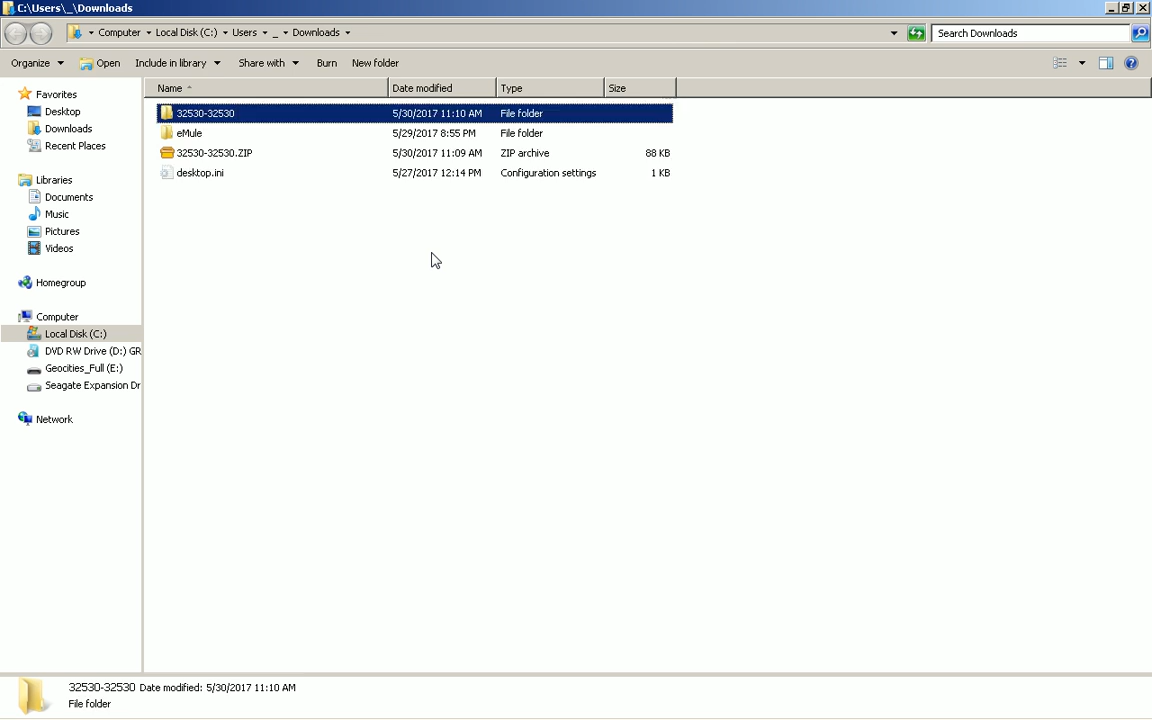 C:\Users\_\Downloads
Computer Local Disk (C:) Users _ Downloads Search Downloads
Organize Open Include in library Share with Burn New folder
Name Date modified Type Size
Favorites
Desktop
Downloads
Recent Places
Libraries
Documents
Music
Pictures
Videos
Homegroup
Computer
Local Disk (C:)
DVD RW Drive (D:) GR
Geocities_Full (E:)
Seagate Expansion Dr
Network
32530-32530 5/30/2017 11:10 AM File folder
eMule 5/29/2017 8:55 PM File folder
32530-32530.ZIP 5/30/2017 11:09 AM ZIP archive 88 KB
desktop.ini 5/27/2017 12:14 PM Configuration settings 1 KB
32530-32530 Date modified: 5/30/2017 11:10 AM
File folder